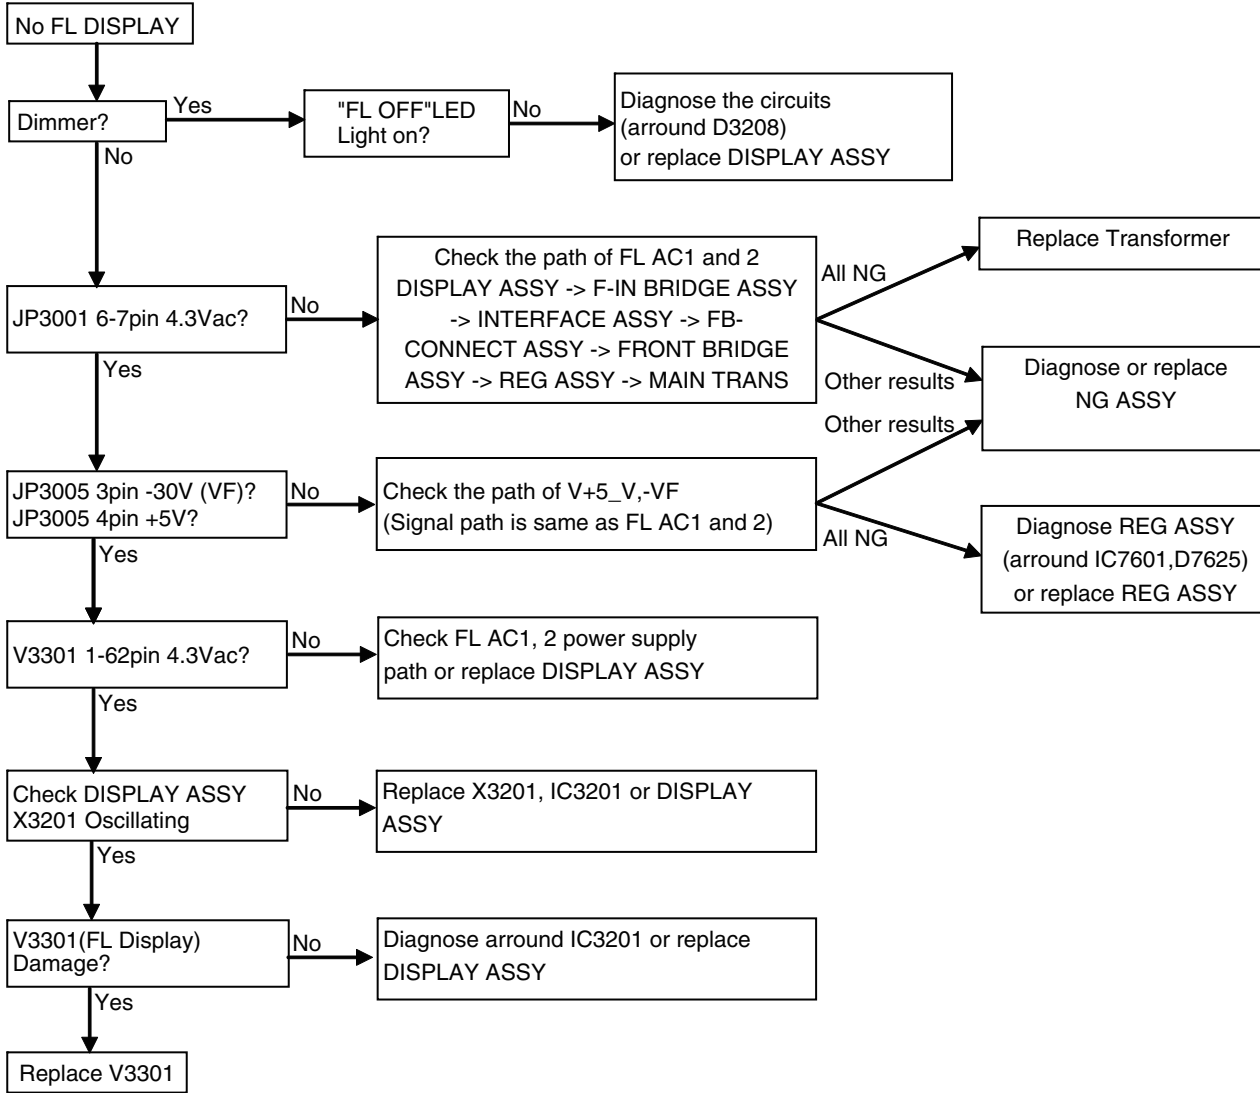 No FL DISPLAY
Dimmer?
Yes
No
"FL OFF"LED
Light on?
No
Diagnose the circuits
(arround D3208)
or replace DISPLAY ASSY
JP3001 6-7pin 4.3Vac?
No
Yes
Check the path of FL AC1 and 2
DISPLAY ASSY -> F-IN BRIDGE ASSY
-> INTERFACE ASSY -> FB-
CONNECT ASSY -> FRONT BRIDGE
ASSY -> REG ASSY -> MAIN TRANS
All NG
Replace Transformer
Other results
Diagnose or replace
NG ASSY
JP3005 3pin -30V (VF)?
JP3005 4pin +5V?
No
Yes
Check the path of V+5_V,-VF
(Signal path is same as FL AC1 and 2)
Other results
All NG
Diagnose REG ASSY
(arround IC7601,D7625)
or replace REG ASSY
V3301 1-62pin 4.3Vac?
No
Yes
Check FL AC1, 2 power supply
path or replace DISPLAY ASSY
Check DISPLAY ASSY
X3201 Oscillating
No
Yes
Replace X3201, IC3201 or DISPLAY
ASSY
V3301(FL Display)
Damage?
No
Yes
Diagnose arround IC3201 or replace
DISPLAY ASSY
Replace V3301